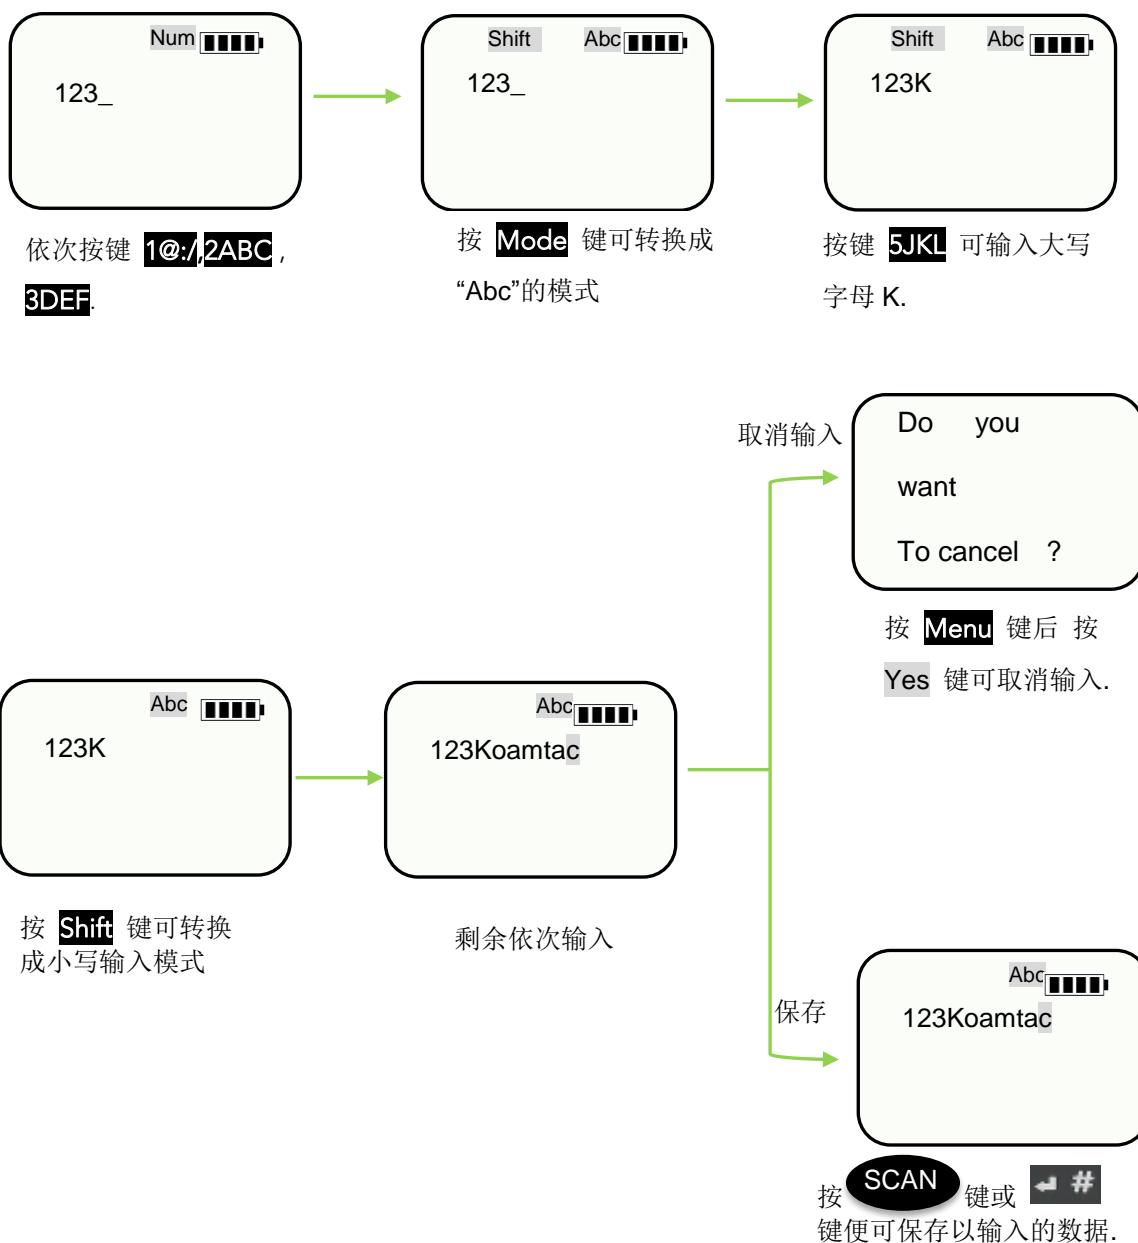 Num
123_
依次按键 1@:/,2ABC ,
3DEF.
Shift Abc
123_
按 Mode 键可转换成
“Abc”的模式
Shift Abc
123K
按键 5JKL 可输入大写
字母 K.
取消输入
Do you
want
To cancel ?
按 Menu 键后 按
Yes 键可取消输入.
Abc
123K
按 Shift 键可转换
成小写输入模式
Abc
123Koamtac
剩余依次输入
保存
Abc
123Koamtac
按 SCAN 键或 ↵ #
键便可保存以输入的数据.